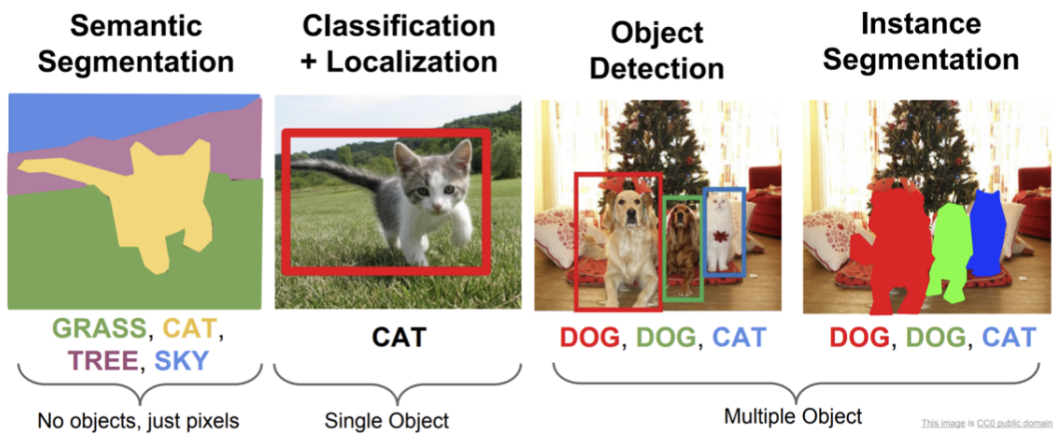 Semantic
Segmentation
Classification
+ Localization
Object
Detection
Instance
Segmentation
GRASS, CAT,
TREE, SKY
CAT
DOG, DOG, CAT
DOG, DOG, CAT
No objects, just pixels
Single Object
Multiple Object
This image is CC0 public domain